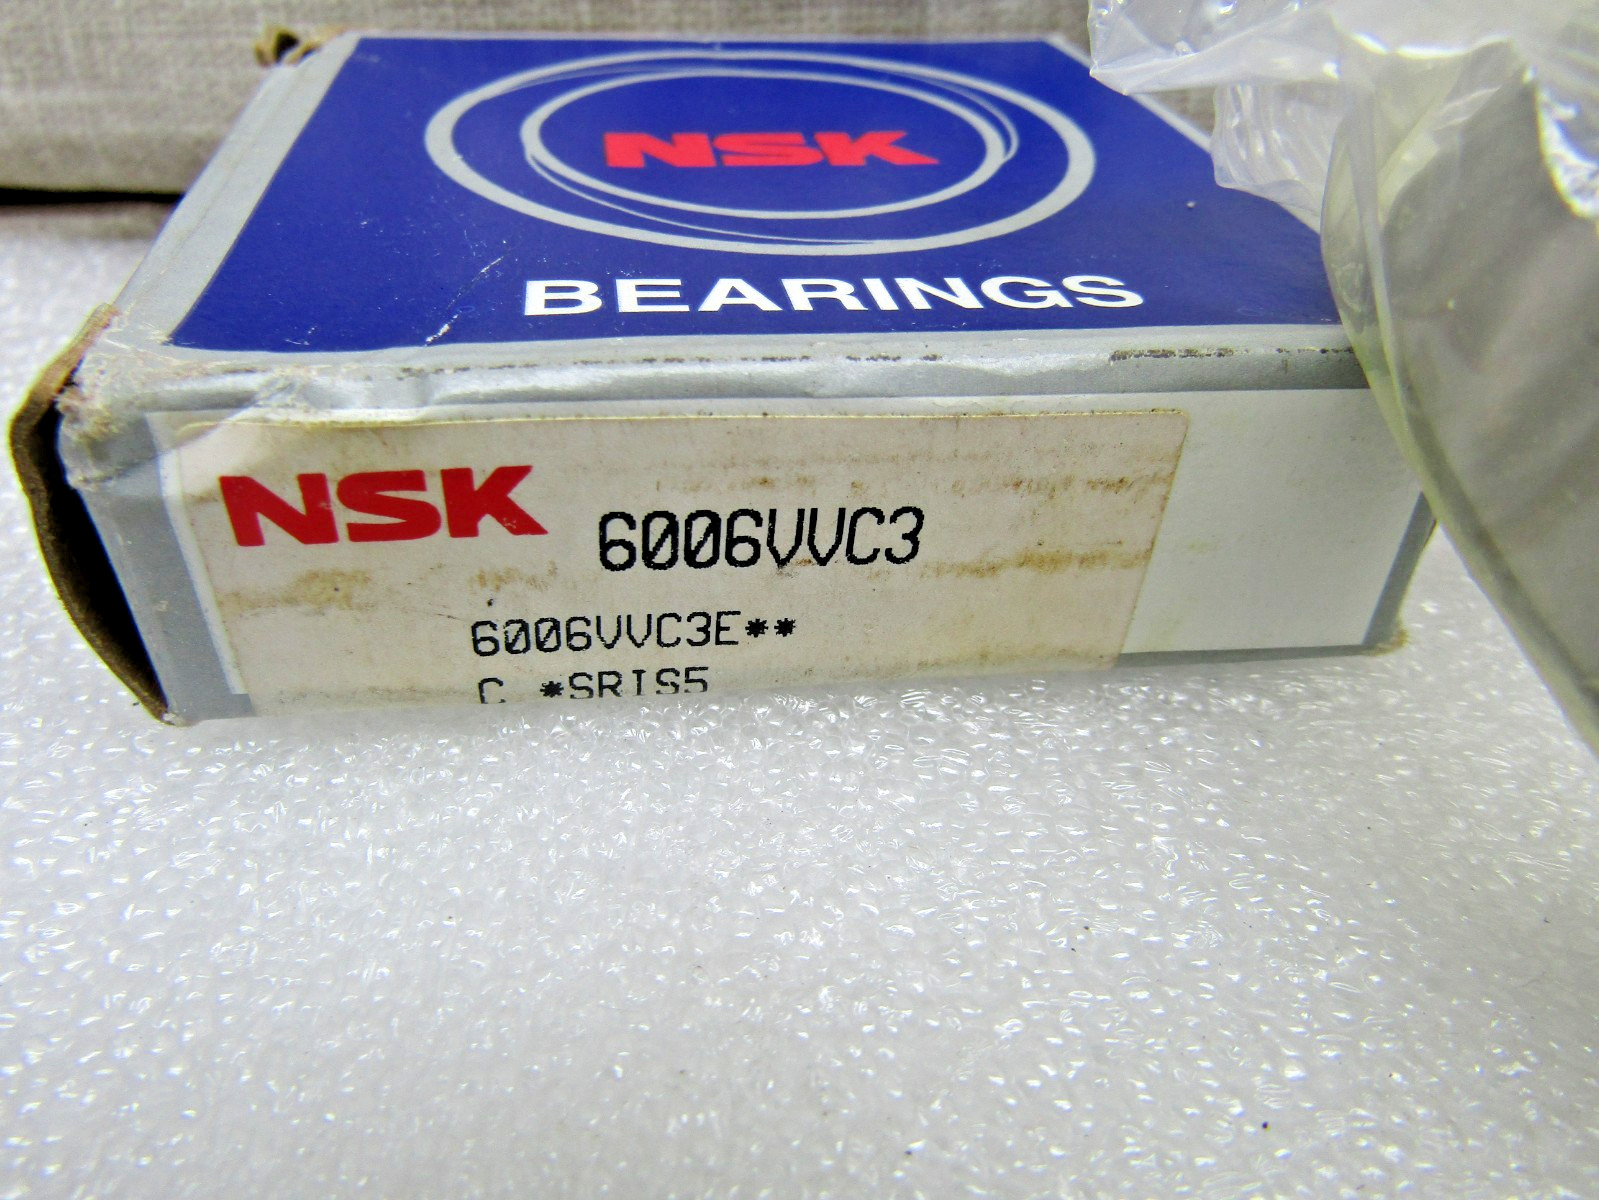 NSK
BEARINGS
NSK 6006VVC3
6006VVC3E**
C *SRIS5